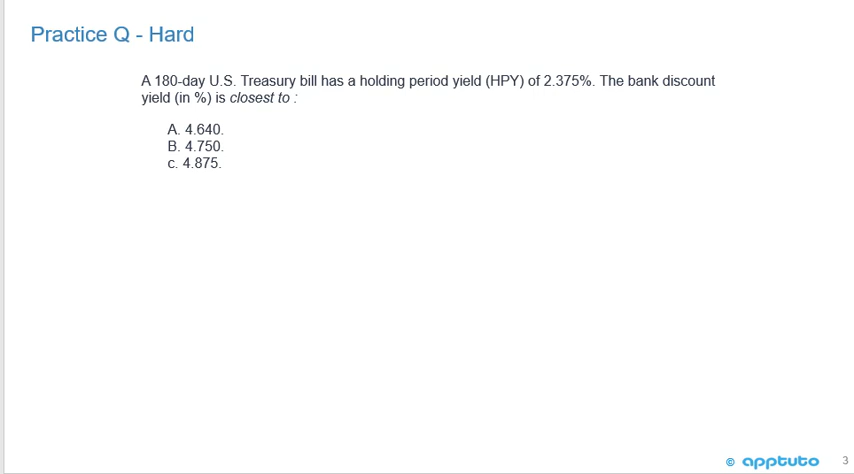 Practice Q - Hard
A 180-day U.S. Treasury bill has a holding period yield (HPY) of 2.375%. The bank discount
yield (in %) is closest to :
A. 4.640.
B. 4.750.
c. 4.875.
© apptuto 3